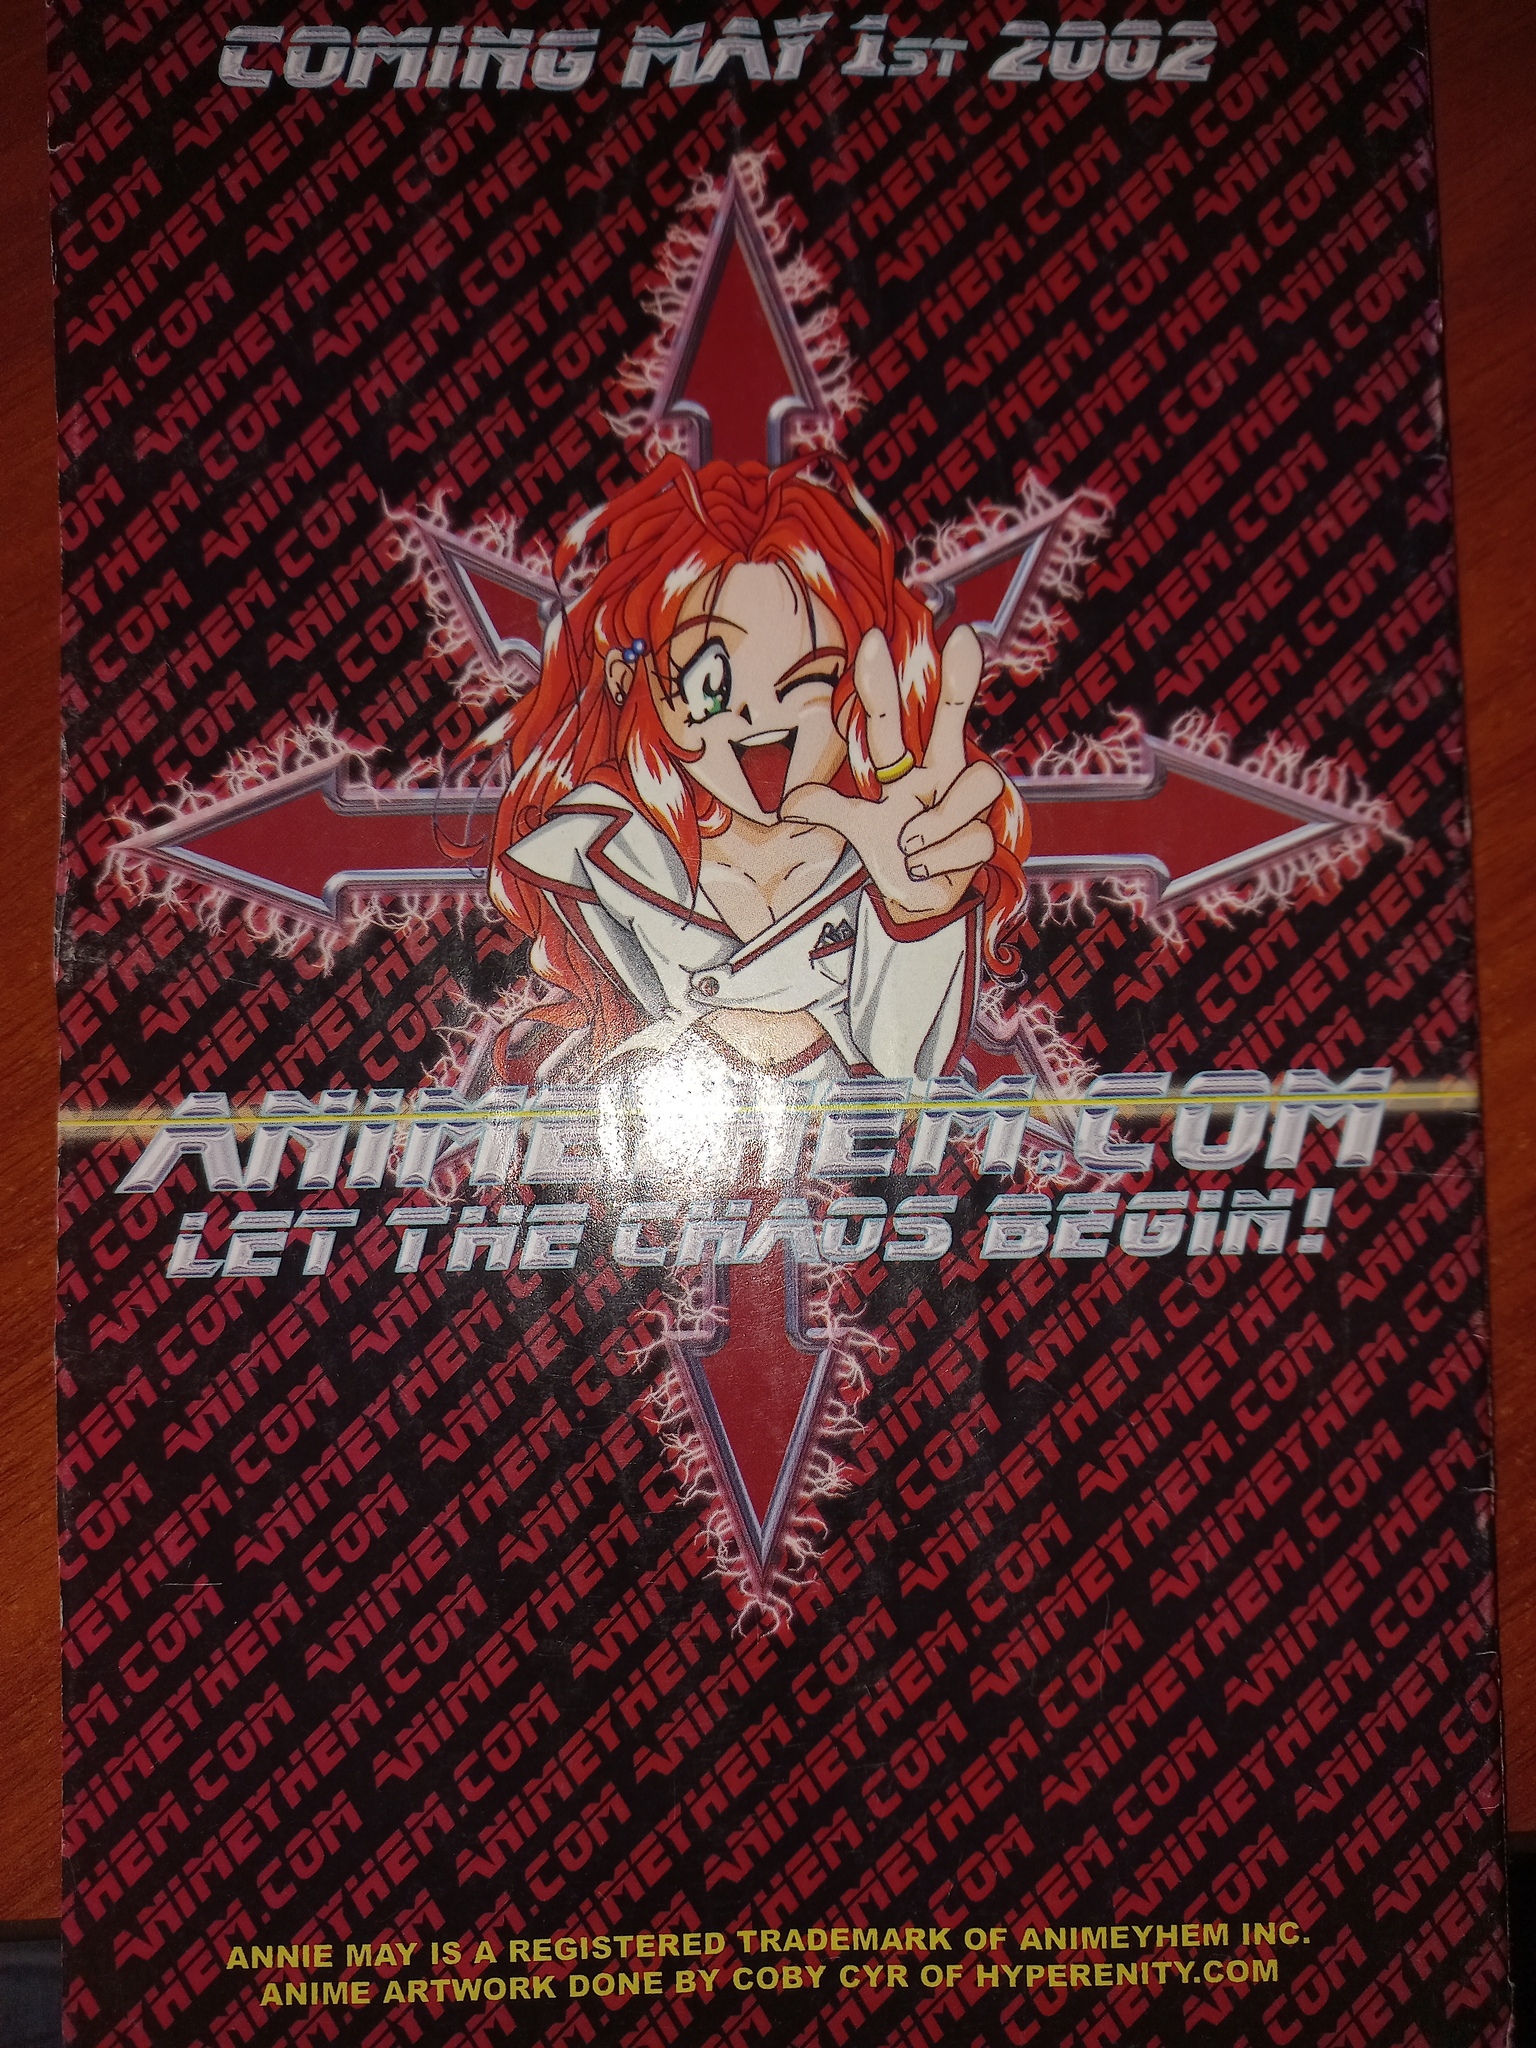 COMING MAY 1ST 2002
ANIMEYHEM.COM
LET THE CHAOS BEGIN!
ANNIE MAY IS A REGISTERED TRADEMARK OF ANIMEYHEM INC.
ANIME ARTWORK DONE BY COBY CYR OF HYPERENITY.COM